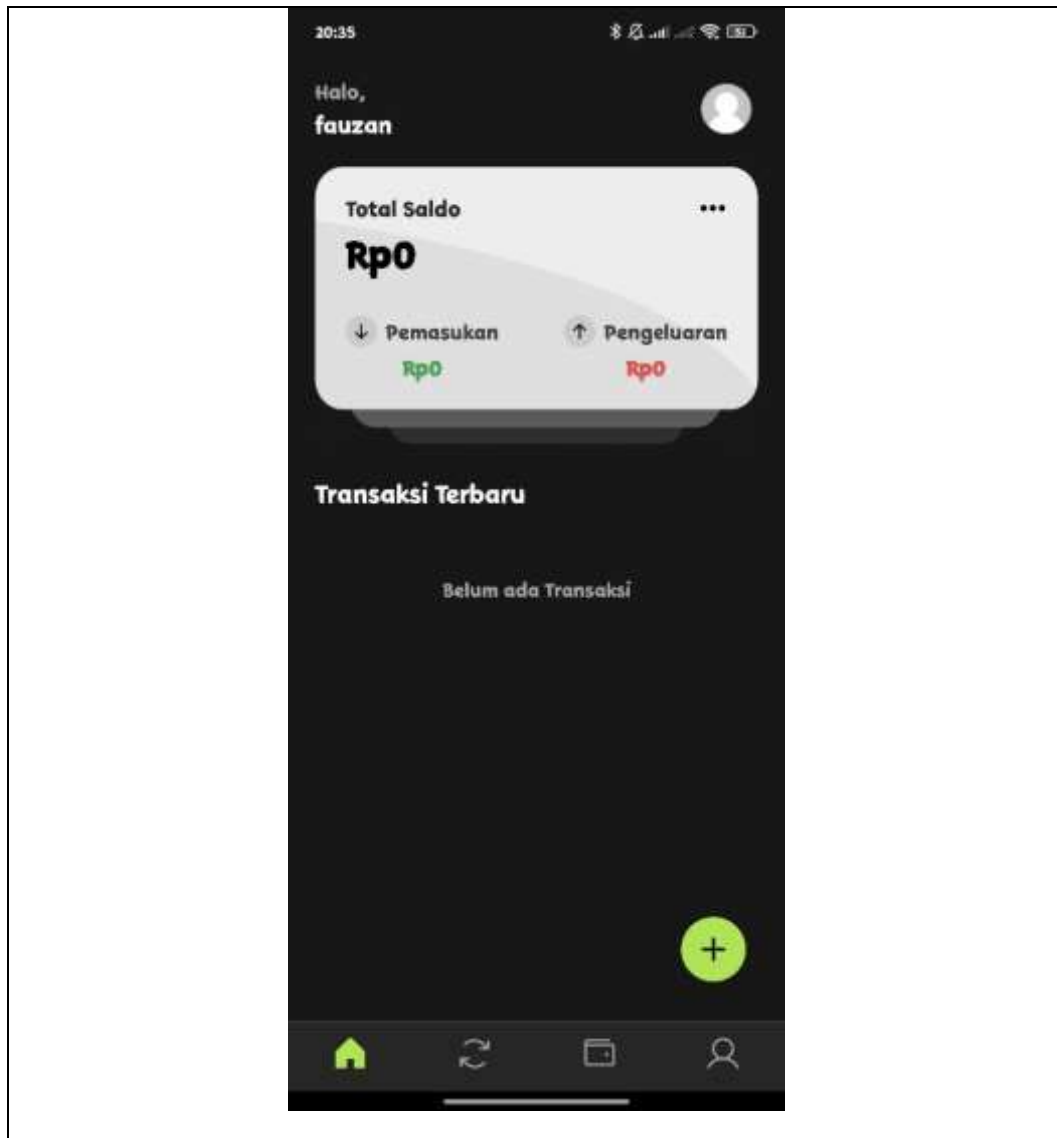 20:35
Halo,
fauzan
Total Saldo
Rp0
Pemasukan
Pengeluaran
Rp0
Rp0
Transaksi Terbaru
Belum ada Transaksi